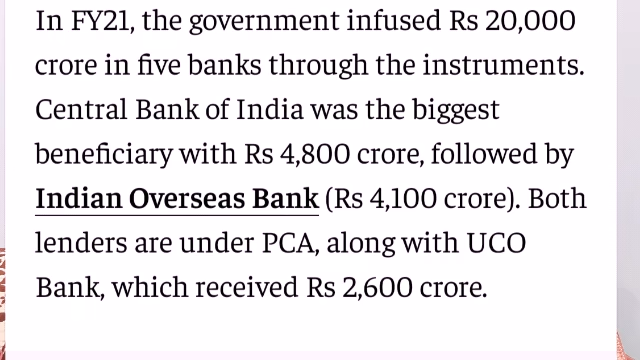 In FY21, the government infused Rs 20,000
crore in five banks through the instruments.
Central Bank of India was the biggest
beneficiary with Rs 4,800 crore, followed by
Indian Overseas Bank (Rs 4,100 crore). Both
lenders are under PCA, along with UCO
Bank, which received Rs 2,600 crore.